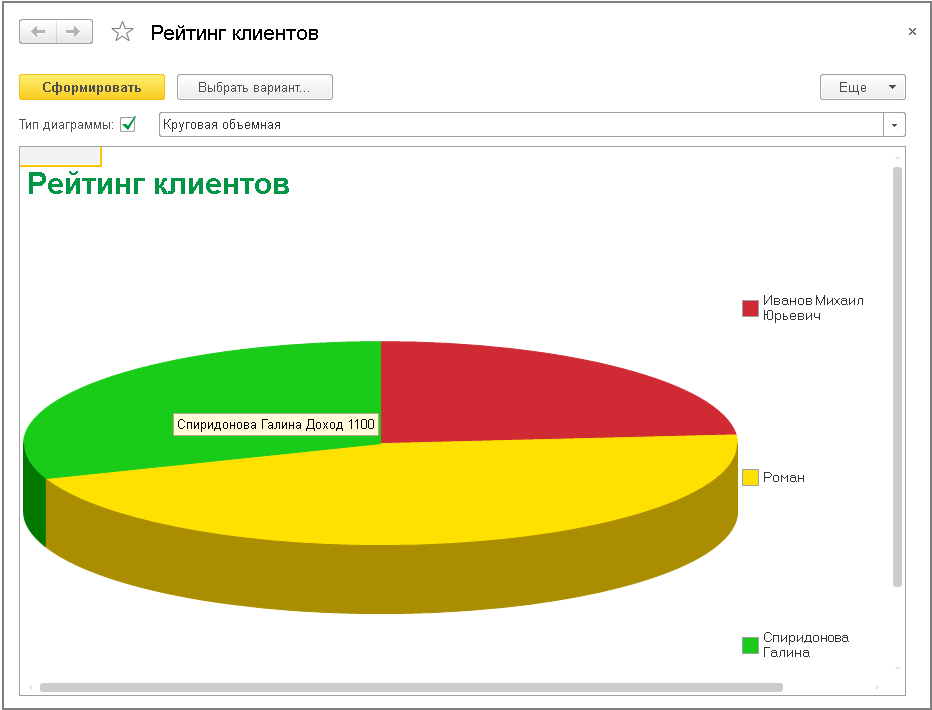 Рейтинг клиентов
Сформировать
Выбрать вариант...
Еще
Тип диаграммы:
Круговая объемная
Рейтинг клиентов
Иванов Михаил
Юрьевич
Спиридонова Галина Доход 1100
Роман
Спиридонова
Галина